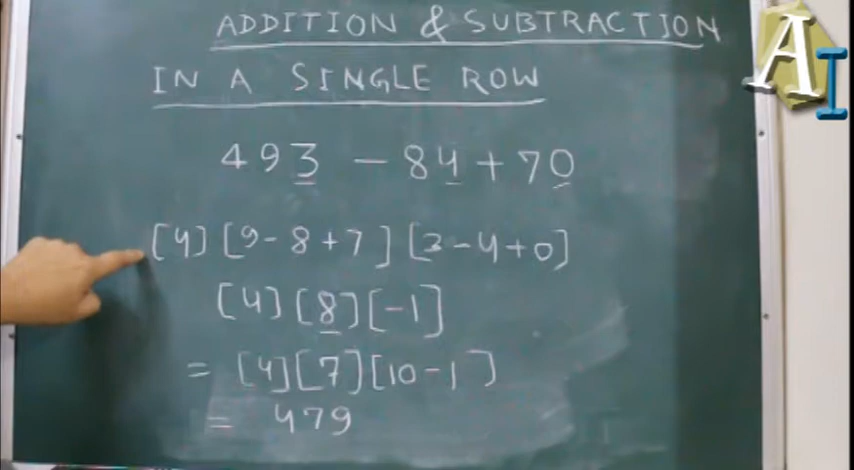 ADDITION & SUBTRACTION
IN A SINGLE ROW
AI
493 - 84 + 70
[4] [9-8+7] [3-4+0]
[4] [8] [-1]
= [4] [7] [10-1]
= 479